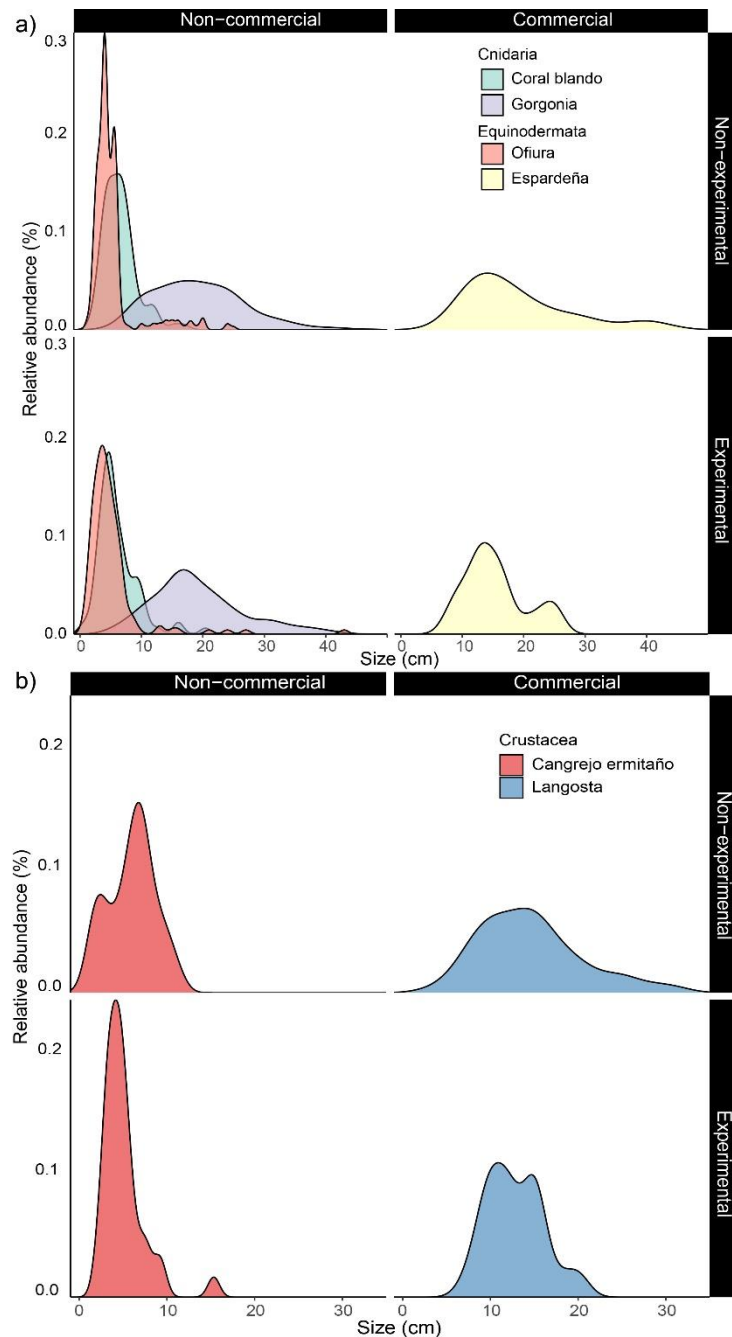 a)
Non−commercial
Commercial
0.3
0.2
0.1
0.0
Cnidaria
Coral blando
Gorgonia
Equinodermata
Ofiura
Espardeña
Non−experimental
Relative abundance (%)
0.3
0.2
0.1
0.0
Experimental
0 10 20 30 40
0 10 20 30 40
Size (cm)
b)
Non−commercial
Commercial
0.2
0.1
0.0
Crustacea
Cangrejo ermitaño
Langosta
Non−experimental
Relative abundance (%)
0.2
0.1
0.0
Experimental
0 10 20 30
0 10 20 30
Size (cm)